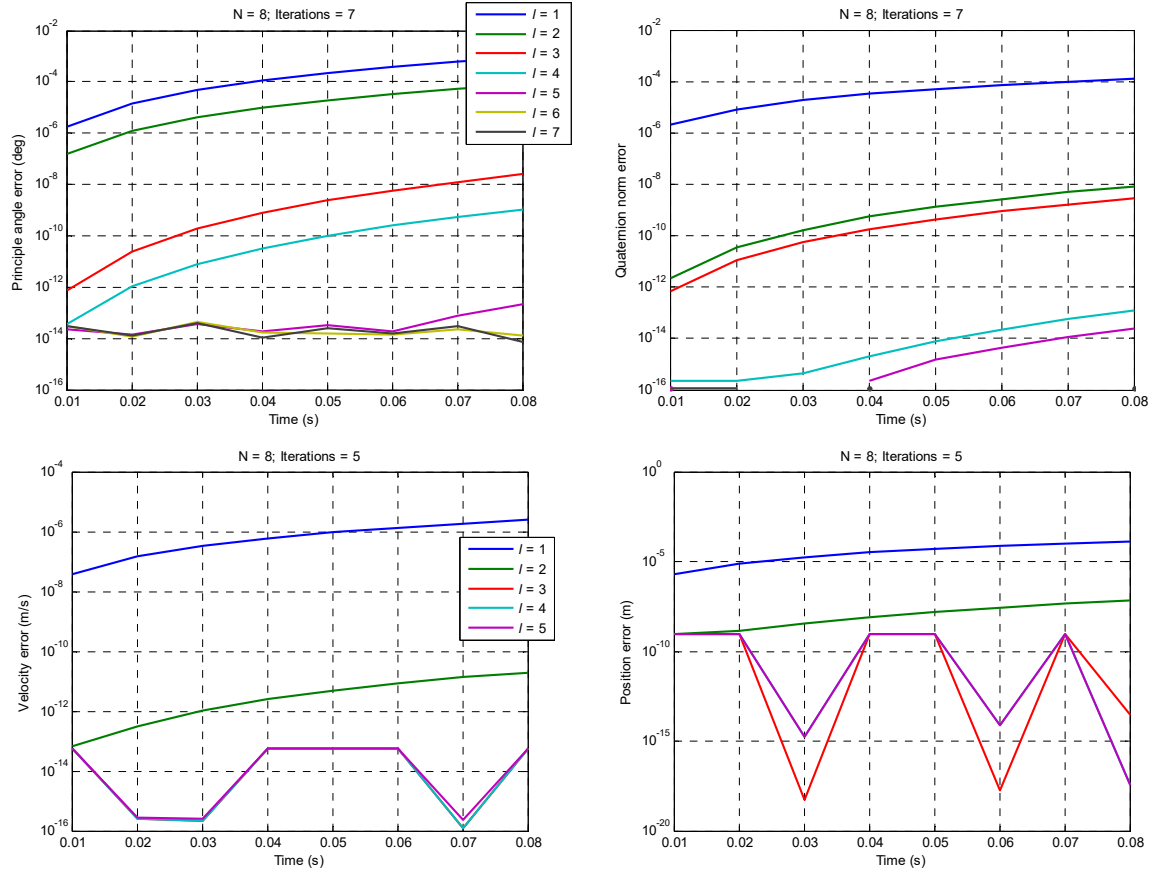 N = 8; Iterations = 7
Principle angle error (deg)
10^-2
10^-4
10^-6
10^-8
10^-10
10^-12
10^-14
10^-16
0.01 0.02 0.03 0.04 0.05 0.06 0.07 0.08
Time (s)
l = 1
l = 2
l = 3
l = 4
l = 5
l = 6
l = 7
N = 8; Iterations = 7
Quaternion norm error
10^-2
10^-4
10^-6
10^-8
10^-10
10^-12
10^-14
10^-16
0.01 0.02 0.03 0.04 0.05 0.06 0.07 0.08
Time (s)
N = 8; Iterations = 5
Velocity error (m/s)
10^-4
10^-6
10^-8
10^-10
10^-12
10^-14
10^-16
0.01 0.02 0.03 0.04 0.05 0.06 0.07 0.08
Time (s)
l = 1
l = 2
l = 3
l = 4
l = 5
N = 8; Iterations = 5
Position error (m)
10^0
10^-5
10^-10
10^-15
10^-20
0.01 0.02 0.03 0.04 0.05 0.06 0.07 0.08
Time (s)